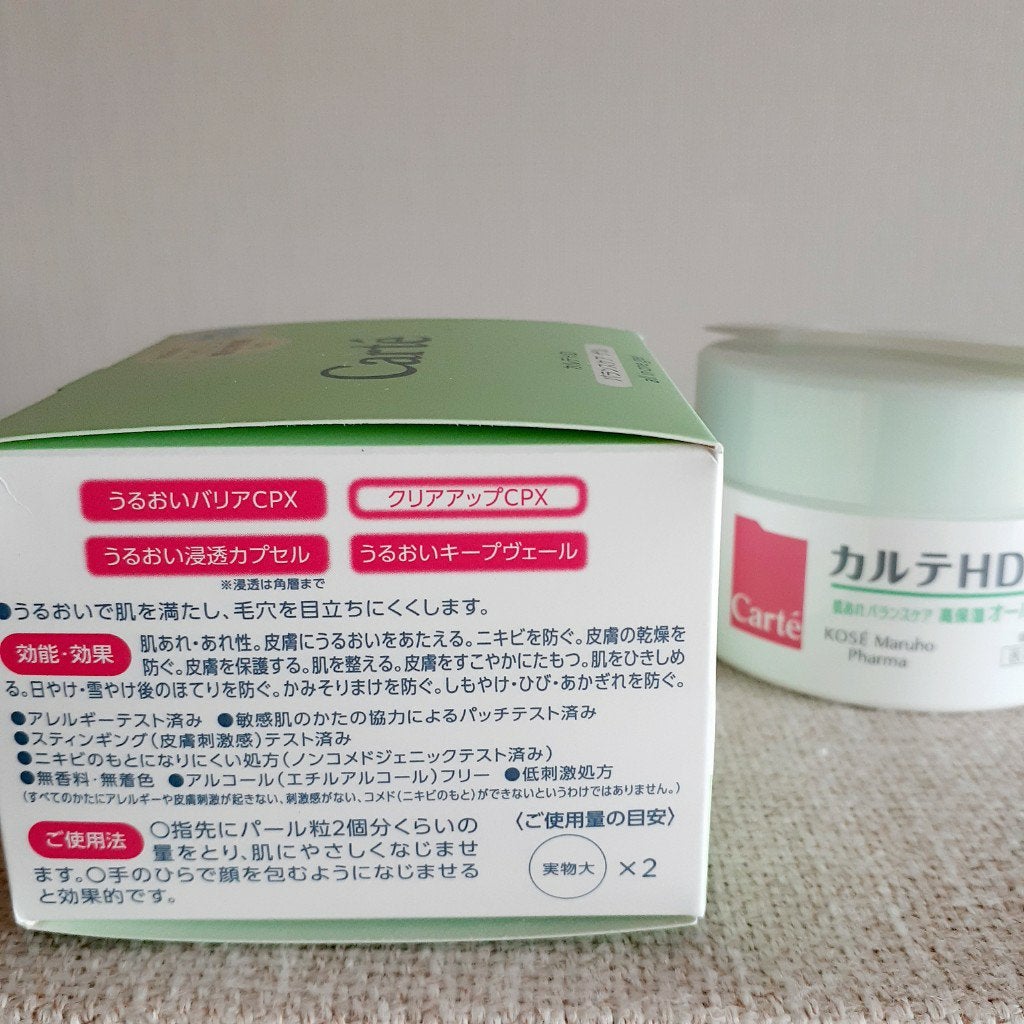 Carté
うるおいバリアCPX
クリアアップCPX
うるおい浸透カプセル
うるおいキープヴェール
※浸透は角層まで
●うるおいで肌を満たし、毛穴を目立ちにくくします。
効能・効果
肌あれ・あれ性。皮膚にうるおいをあたえる。ニキビを防ぐ。皮膚の乾燥を
防ぐ。皮膚を保護する。肌を整える。皮膚をすこやかにたもつ。肌をひきしめ
る。日やけ・雪やけ後のほてりを防ぐ。かみそりまけを防ぐ。しもやけ・ひび・あかぎれを防ぐ。
●アレルギーテスト済み ●敏感肌のかたの協力によるパッチテスト済み
●スティンギング(皮膚刺激感)テスト済み
●ニキビのもとになりにくい処方(ノンコメドジェニックテスト済み)
●無香料・無着色 ●アルコール(エチルアルコール)フリー ●低刺激処方
(すべてのかたにアレルギーや皮膚刺激が起きない、刺激感がない、コメド(ニキビのもと)ができないというわけではありません。)
ご使用法
○指先にパール粒2個分くらいの
量をとり、肌にやさしくなじませ
ます。○手のひらで顔を包むようになじませる
と効果的です。
〈ご使用量の目安〉
実物大 ×2
Carté
カルテHD
肌あれバランスケア 高保湿 オー
KOSÉ Maruho
Pharma